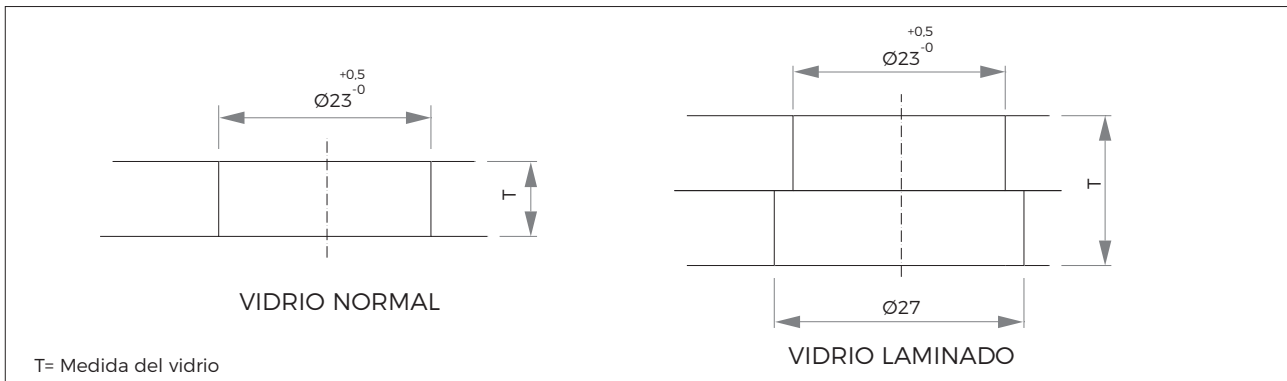 +0,5
Ø23 -0
T
VIDRIO NORMAL
T= Medida del vidrio
+0,5
Ø23 -0
T
Ø27
VIDRIO LAMINADO